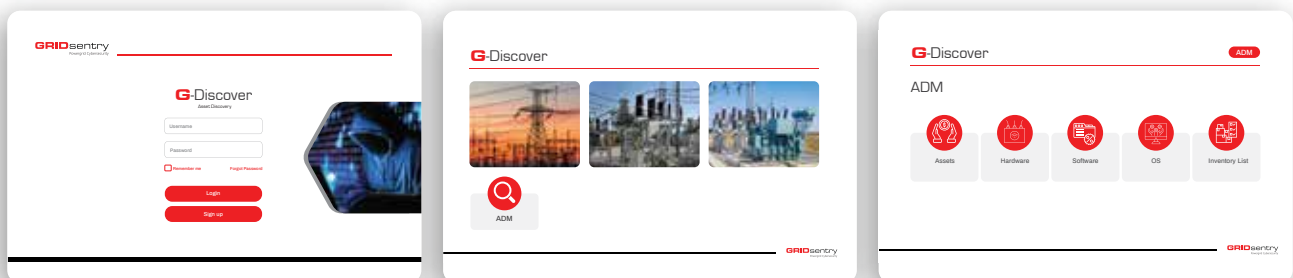 GRIDsentry
G-Discover
Asset Discovery
Username
Password
Remember me
Forgot Password
Login
Sign up
G-Discover
ADM
GRIDsentry
G-Discover
ADM
ADM
Assets
Hardware
Software
OS
Inventory List
GRIDsentry